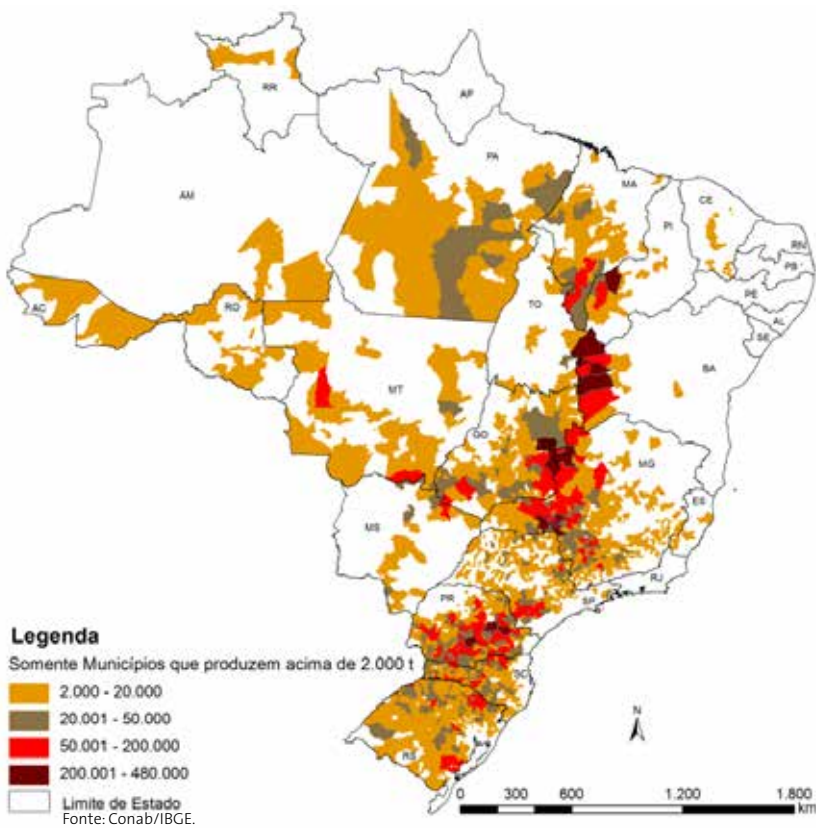 RR
AP
AM
PA
MA
CE
RN
PB
PI
PE
AL
SE
AC
RO
TO
BA
MT
GO
MG
ES
MS
RJ
SP
PR
SC
RS
Legenda
Somente Municípios que produzem acima de 2.000 t
2.000 - 20.000
20.001 - 50.000
50.001 - 200.000
200.001 - 480.000
Limite de Estado
Fonte: Conab/IBGE.
N
0 300 600 1.200 1.800
km